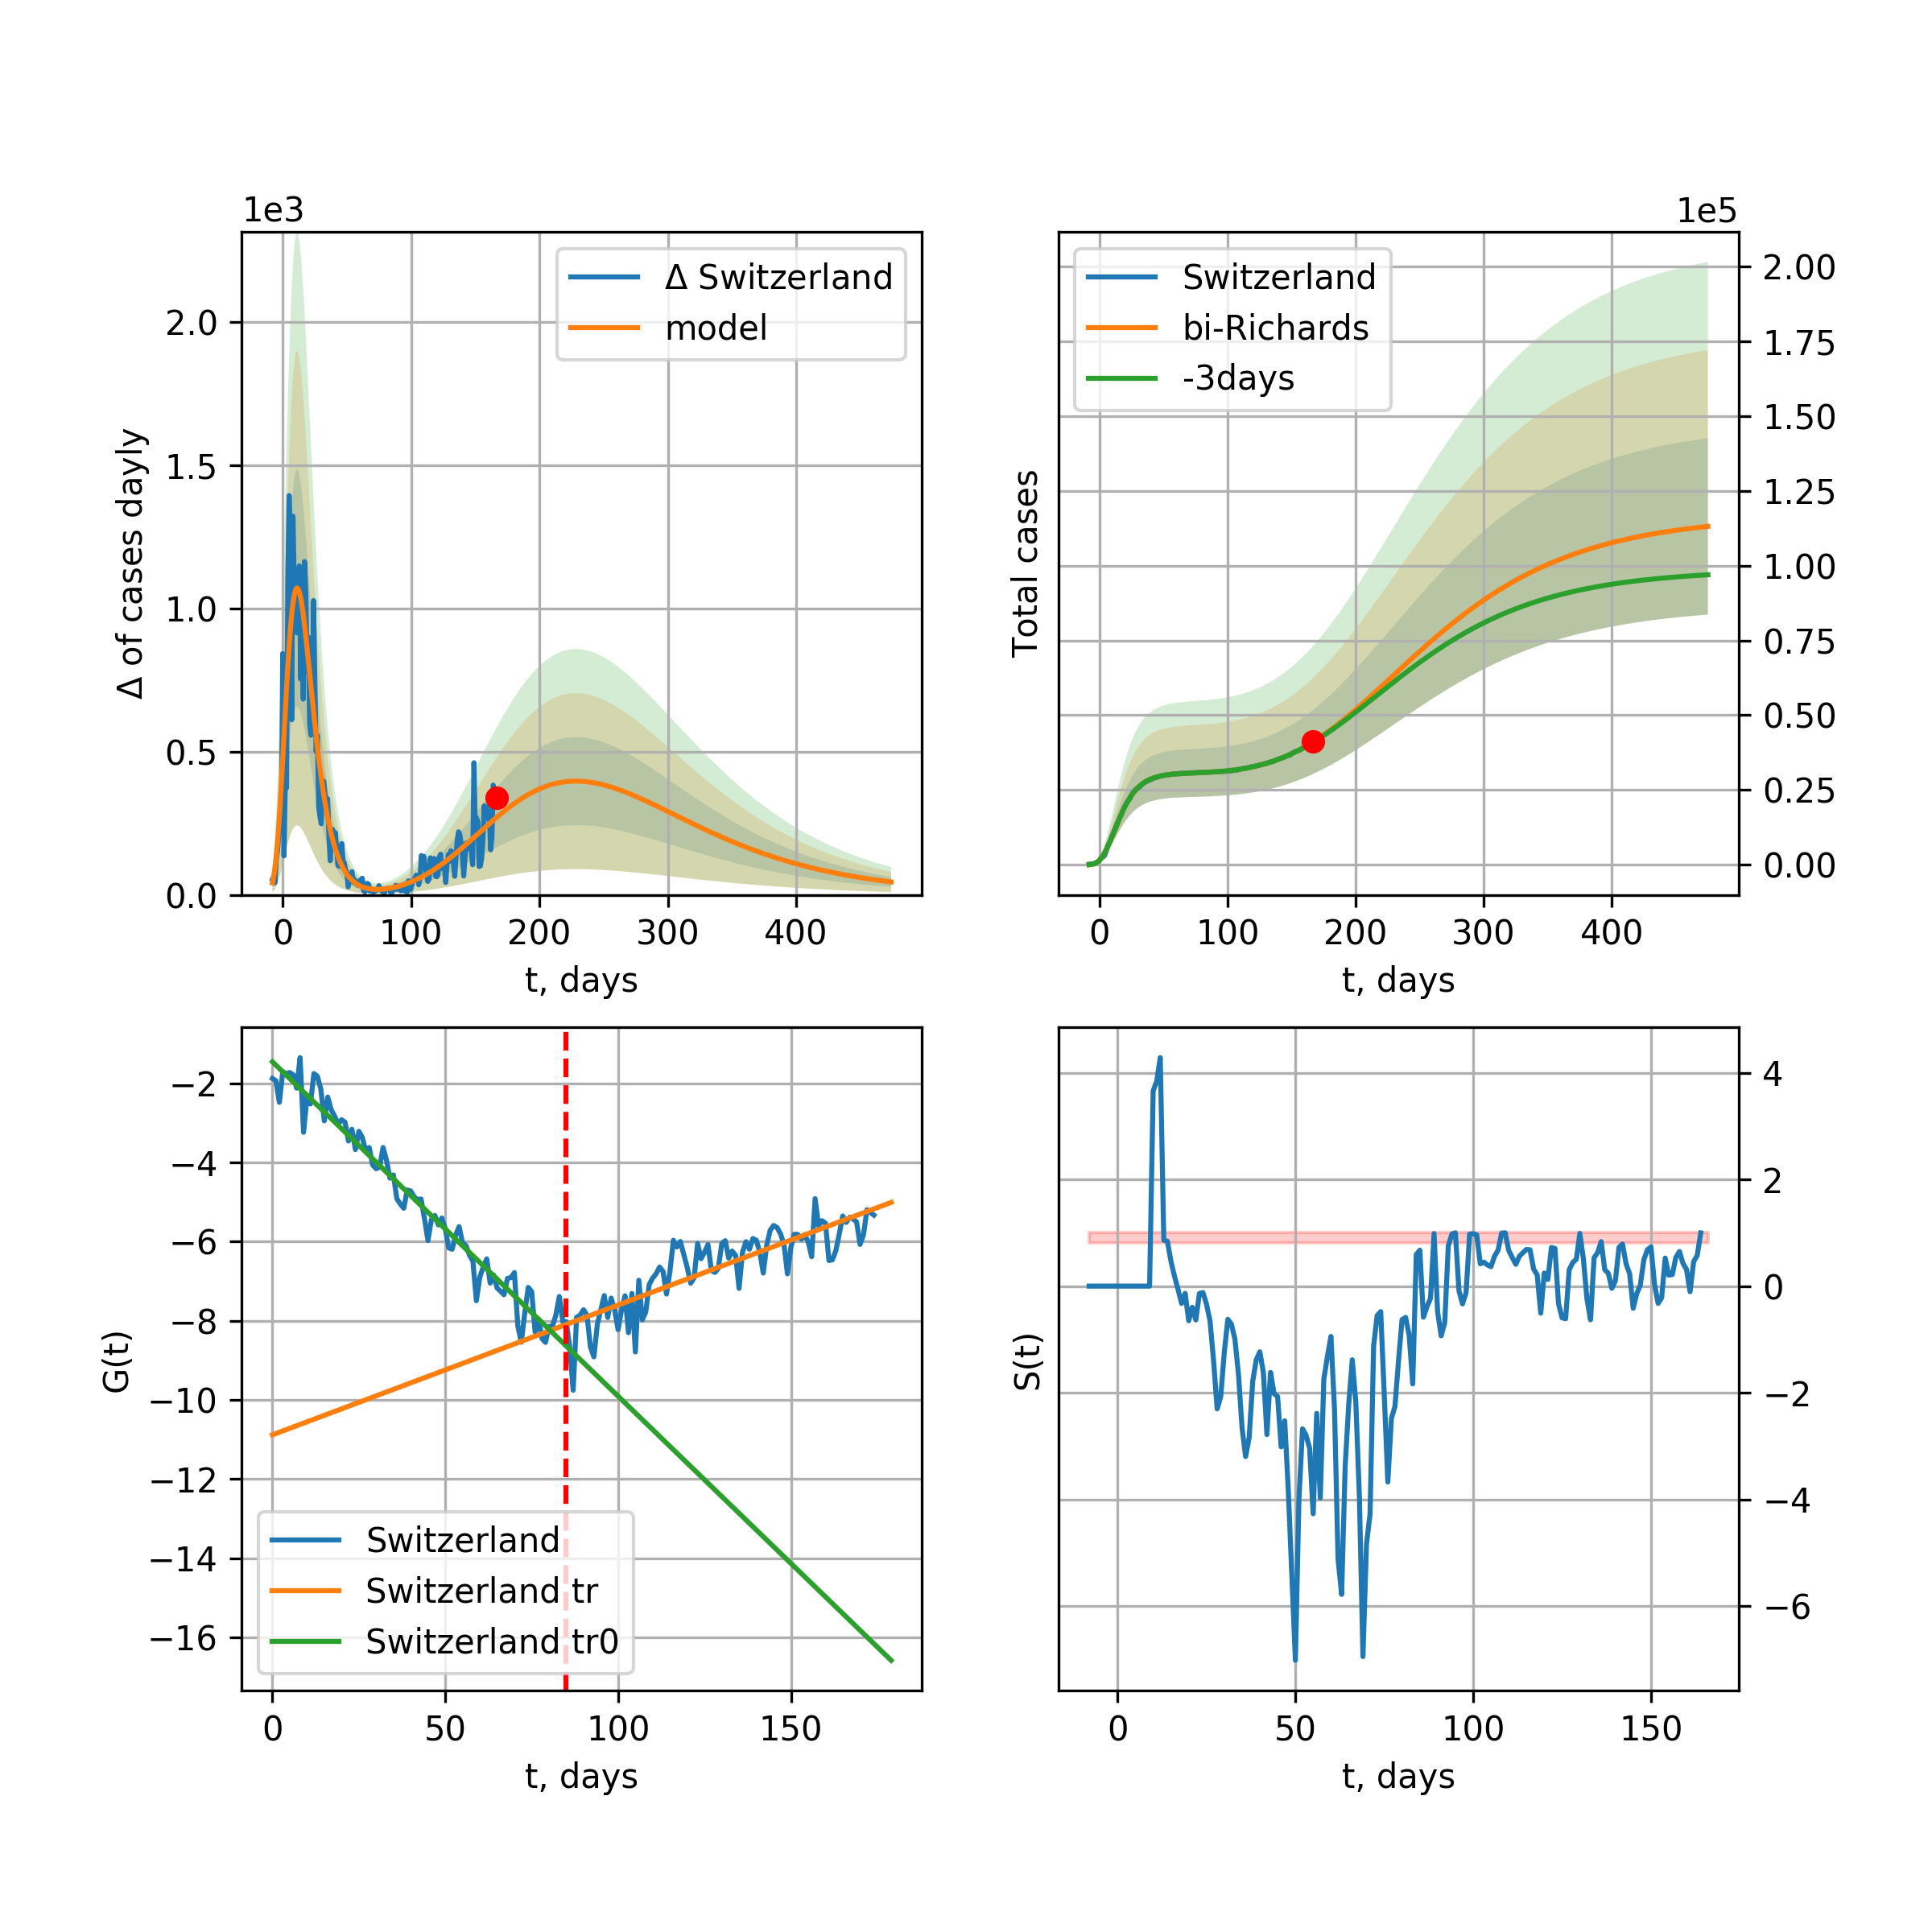 1e3
Δ Switzerland
model
2.0
1.5
1.0
0.5
0.0
Δ of cases dayly
0 100 200 300 400
t, days
1e5
Switzerland
bi-Richards
-3days
2.00
1.75
1.50
1.25
1.00
0.75
0.50
0.25
0.00
Total cases
0 100 200 300 400
t, days
−2
−4
−6
−8
−10
−12
−14
−16
G(t)
Switzerland
Switzerland tr
Switzerland tr0
0 50 100 150
t, days
4
2
0
−2
−4
−6
S(t)
0 50 100 150
t, days